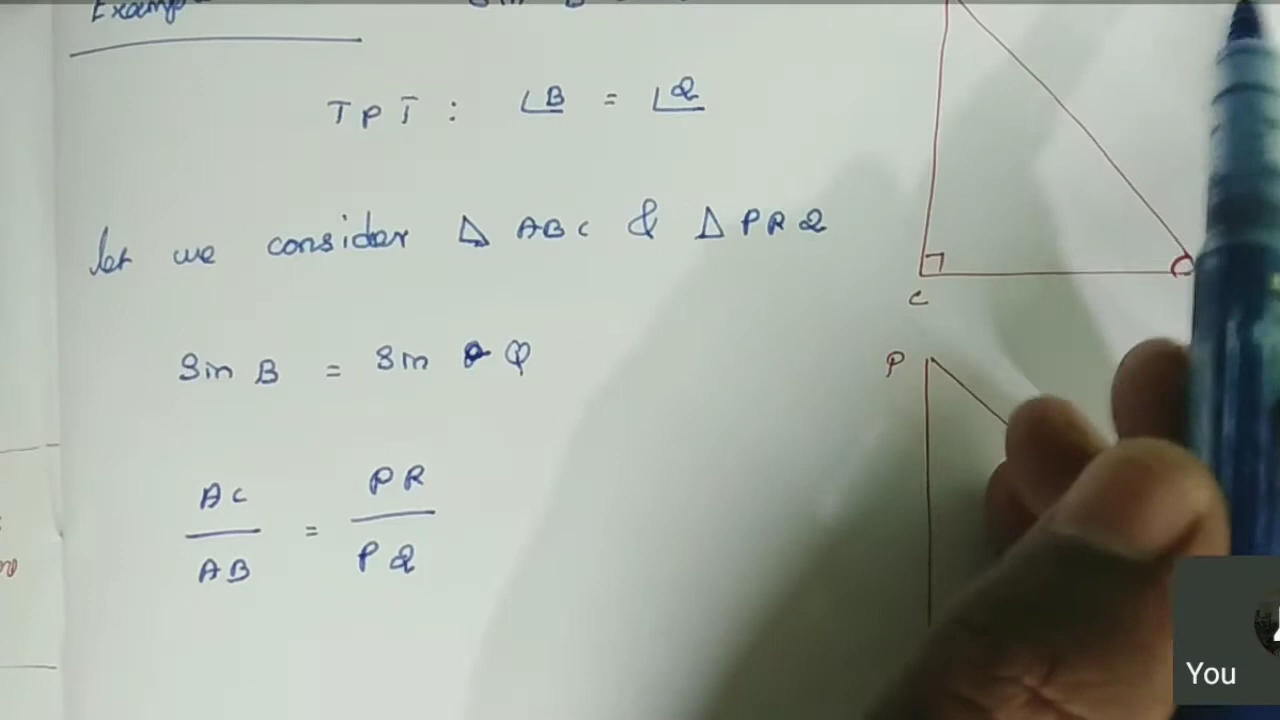 TPT : ∠B = ∠Q
let we consider Δ ABC & Δ PRQ
Sin B = Sin Q
AC / AB = PR / PQ
C
P
You